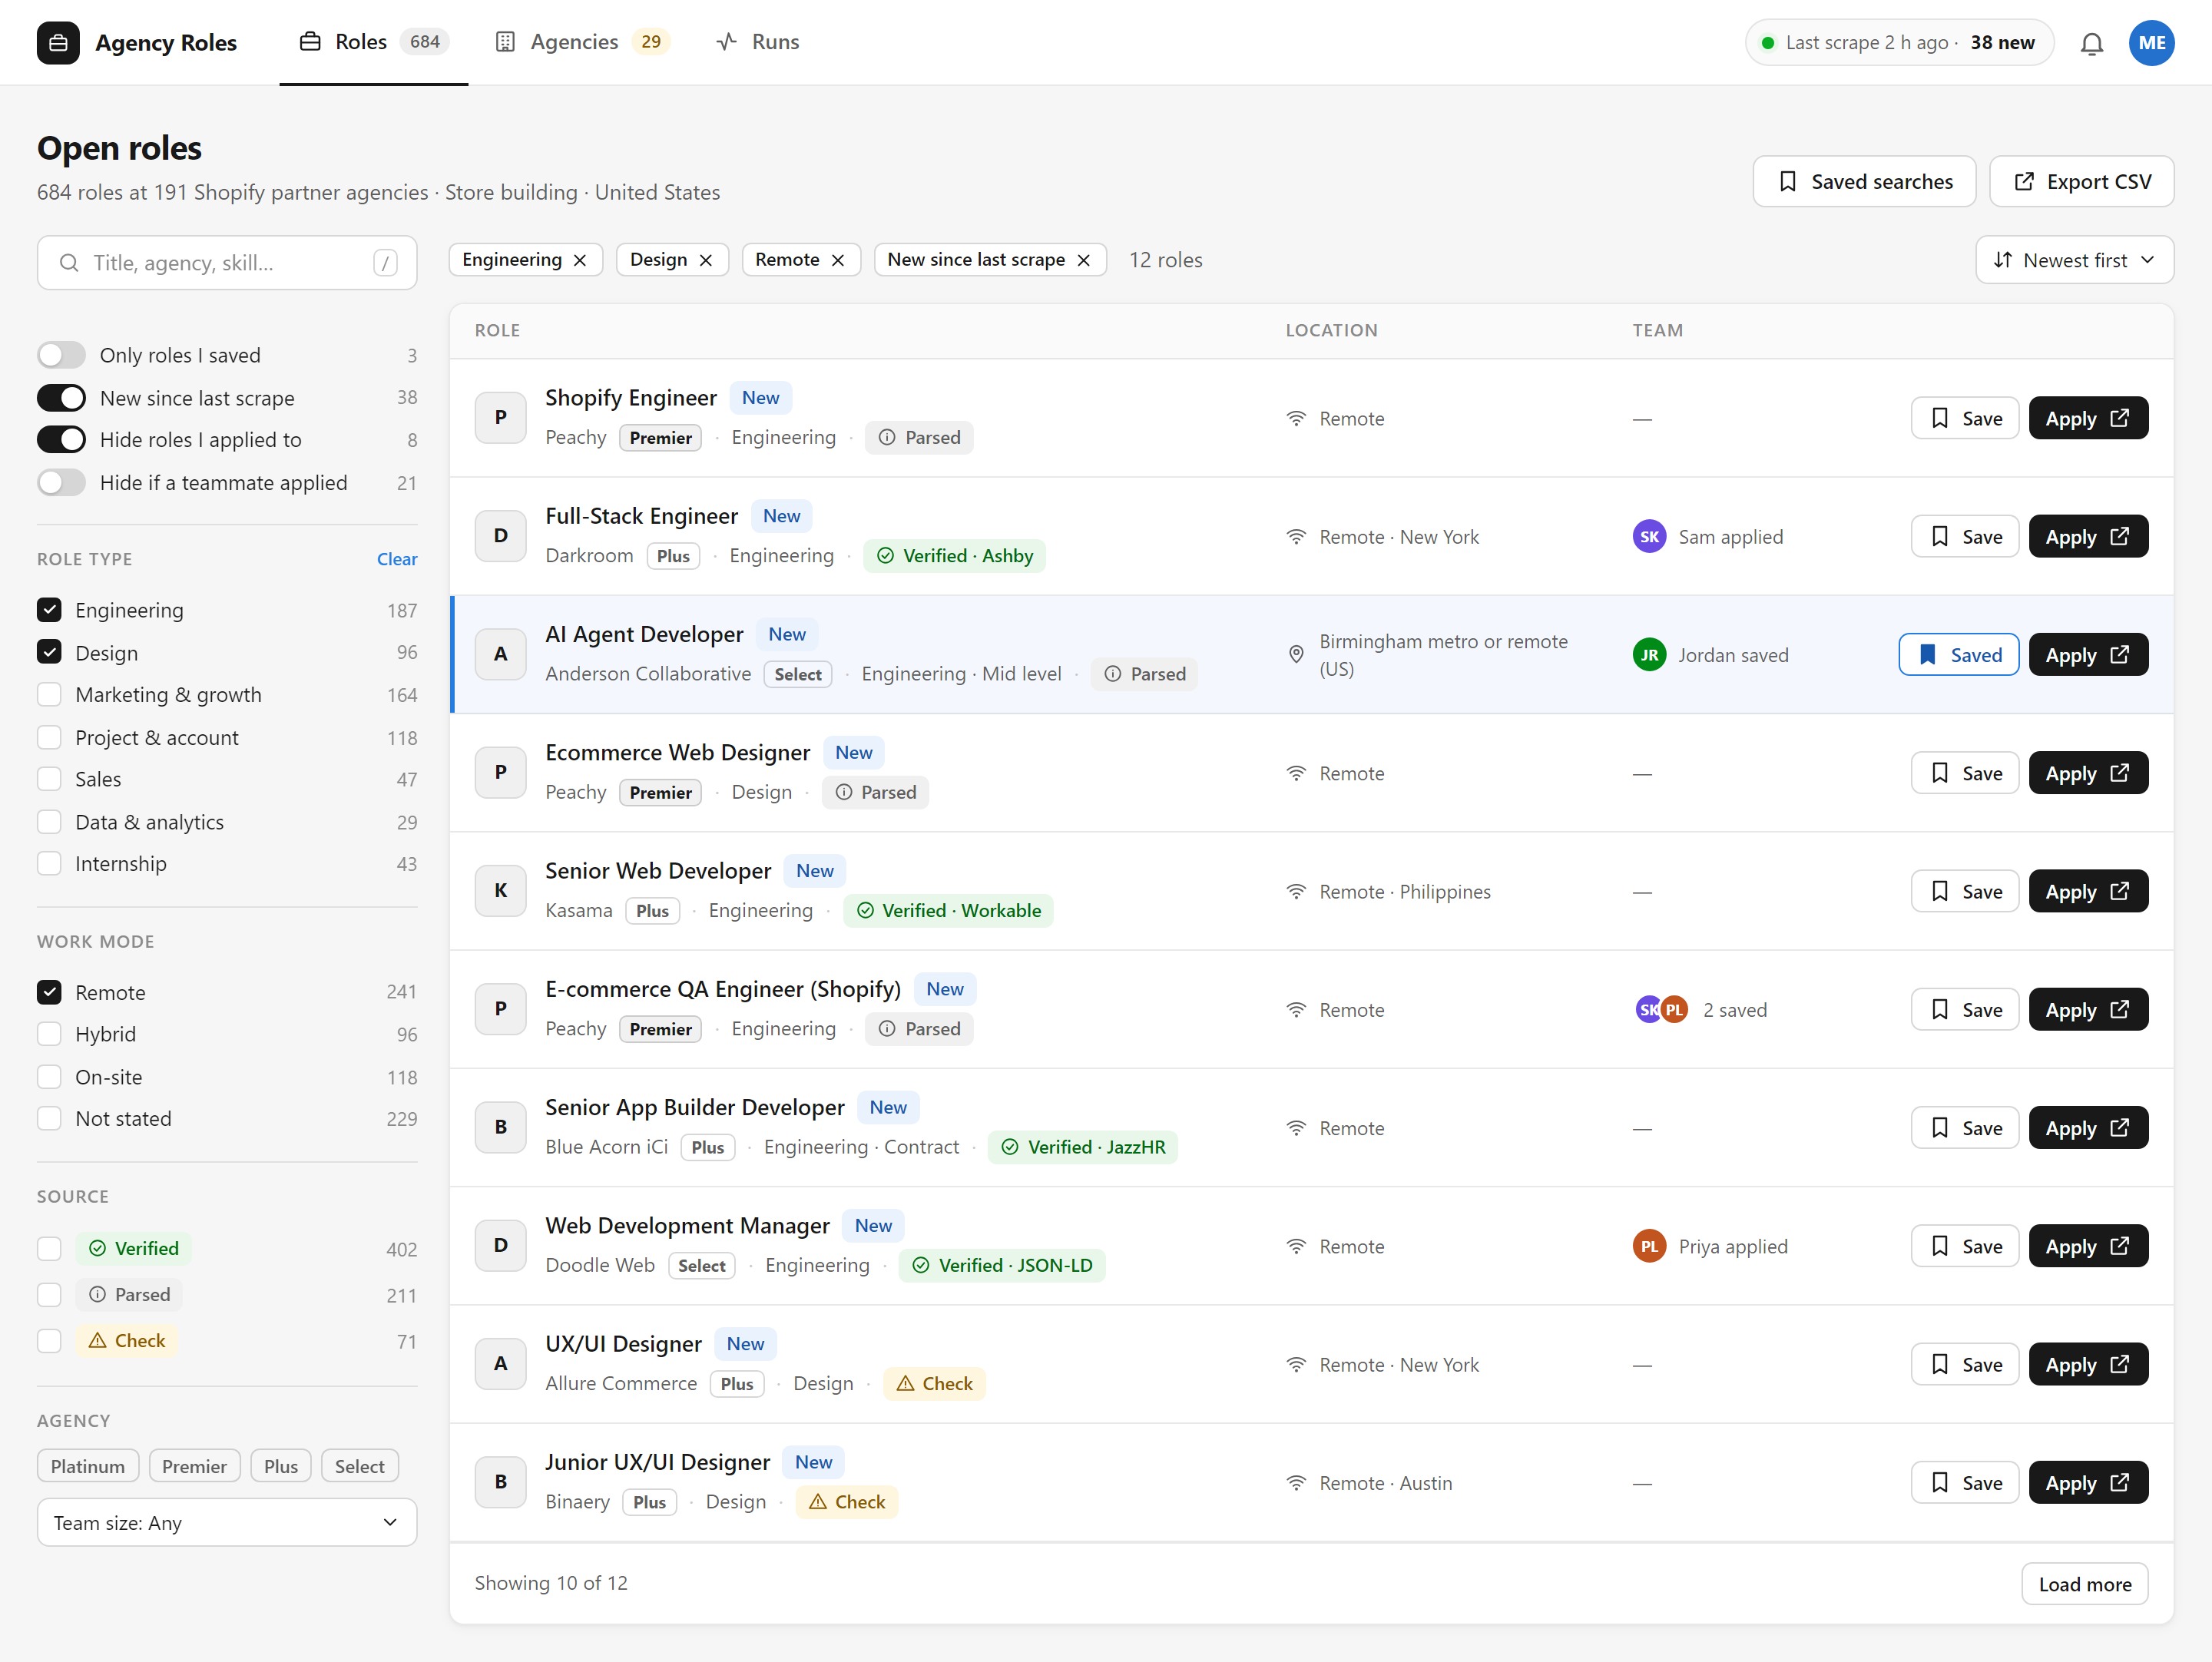 Agency Roles
Roles 684
Agencies 29
Runs
Last scrape 2 h ago · 38 new
ME
Open roles
684 roles at 191 Shopify partner agencies · Store building · United States
Saved searches
Export CSV
Title, agency, skill... /
Only roles I saved 3
New since last scrape 38
Hide roles I applied to 8
Hide if a teammate applied 21
ROLE TYPE Clear
Engineering 187
Design 96
Marketing & growth 164
Project & account 118
Sales 47
Data & analytics 29
Internship 43
WORK MODE
Remote 241
Hybrid 96
On-site 118
Not stated 229
SOURCE
Verified 402
Parsed 211
Check 71
AGENCY
Platinum Premier Plus Select
Team size: Any
Engineering Design Remote New since last scrape 12 roles
Newest first
ROLE LOCATION TEAM
P
Shopify Engineer New
Peachy Premier · Engineering · Parsed
Remote
—
Save Apply
D
Full-Stack Engineer New
Darkroom Plus · Engineering · Verified · Ashby
Remote · New York
SK Sam applied
Save Apply
A
AI Agent Developer New
Anderson Collaborative Select · Engineering · Mid level · Parsed
Birmingham metro or remote
(US)
JR Jordan saved
Saved Apply
P
Ecommerce Web Designer New
Peachy Premier · Design · Parsed
Remote
—
Save Apply
K
Senior Web Developer New
Kasama Plus · Engineering · Verified · Workable
Remote · Philippines
—
Save Apply
P
E-commerce QA Engineer (Shopify) New
Peachy Premier · Engineering · Parsed
Remote
SK PL 2 saved
Save Apply
B
Senior App Builder Developer New
Blue Acorn iCi Plus · Engineering · Contract · Verified · JazzHR
Remote
—
Save Apply
D
Web Development Manager New
Doodle Web Select · Engineering · Verified · JSON-LD
Remote
PL Priya applied
Save Apply
A
UX/UI Designer New
Allure Commerce Plus · Design · Check
Remote · New York
—
Save Apply
B
Junior UX/UI Designer New
Binaery Plus · Design · Check
Remote · Austin
—
Save Apply
Showing 10 of 12
Load more